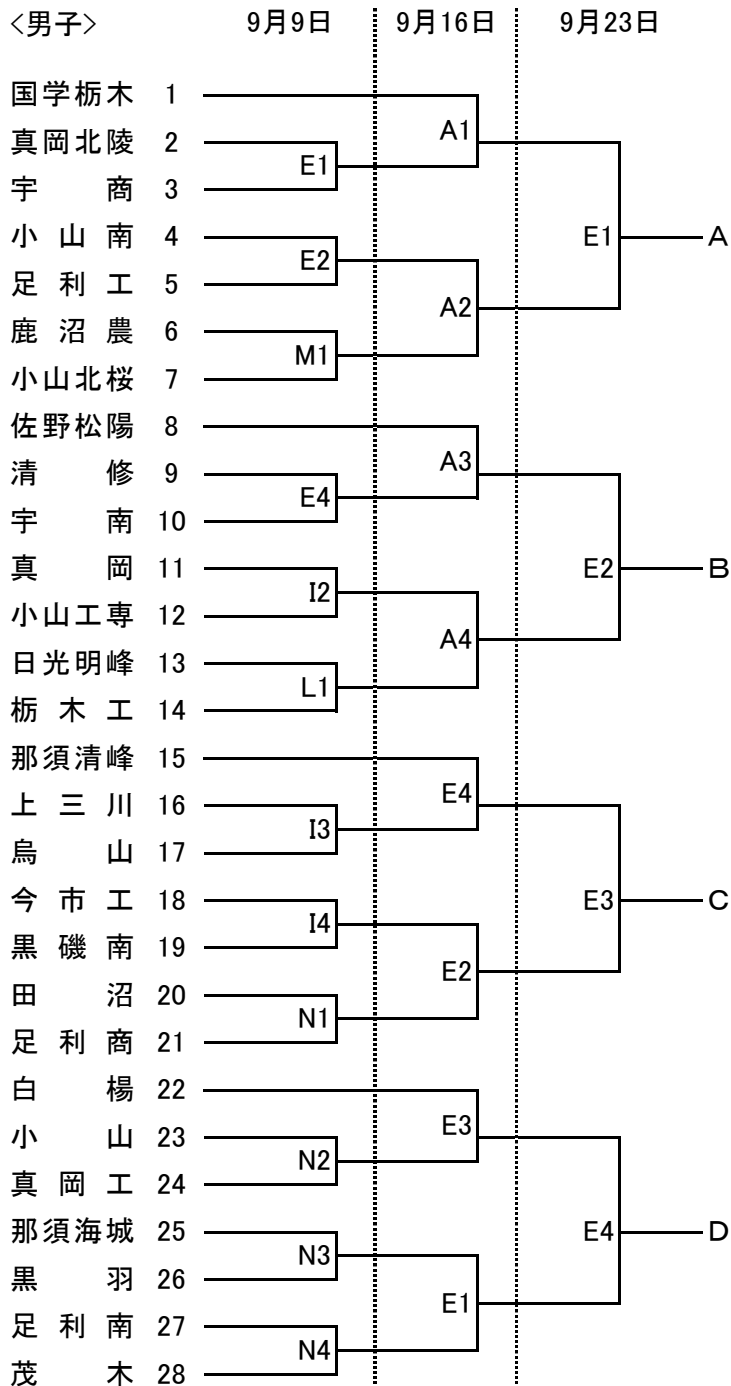 <男子> 9月9日 9月16日 9月23日
国学栃木 1
A1
真岡北陵 2
E1
宇商 3
小山南 4
E1 A
E2
足利工 5
A2
鹿沼農 6
M1
小山北桜 7
佐野松陽 8
A3
清修 9
E4
宇南 10
真岡 11
E2 B
I2
小山工専 12
A4
日光明峰 13
L1
栃木工 14
那須清峰 15
E4
上三川 16
I3
烏山 17
今市工 18
E3 C
I4
黒磯南 19
E2
田沼 20
N1
足利商 21
白楊 22
E3
小山 23
N2
真岡工 24
那須海城 25
E4 D
N3
黒羽 26
E1
足利南 27
N4
茂木 28